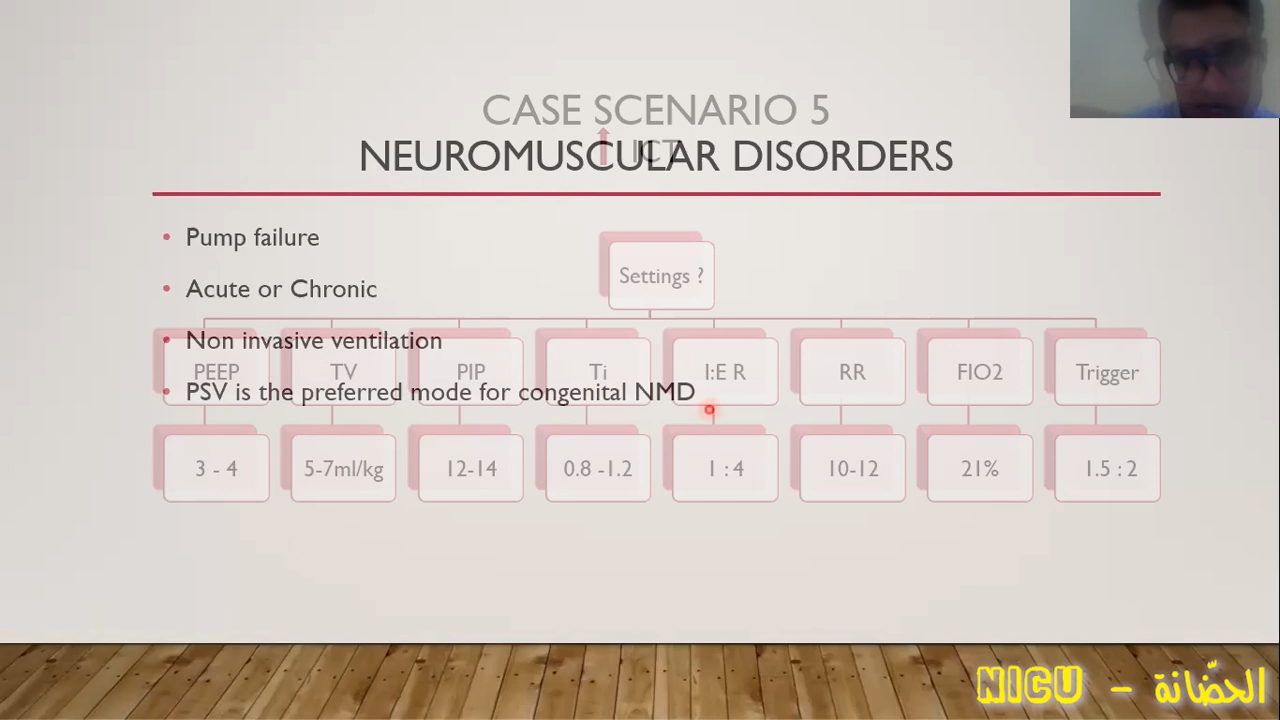 CASE SCENARIO 5
ICT
NEUROMUSCULAR DISORDERS
• Pump failure
• Acute or Chronic
• Non invasive ventilation
• PSV is the preferred mode for congenital NMD
Settings ?
PEEP TV PIP Ti I:E R RR FIO2 Trigger
3 - 4 5-7ml/kg 12-14 0.8 -1.2 1 : 4 10-12 21% 1.5 : 2
NICU - الحضّانة